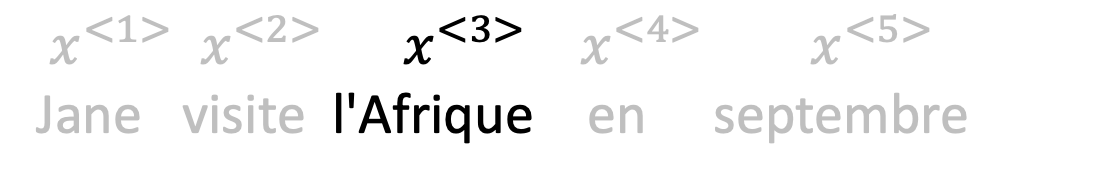 x<1> x<2> x<3> x<4> x<5>
Jane visite l'Afrique en septembre